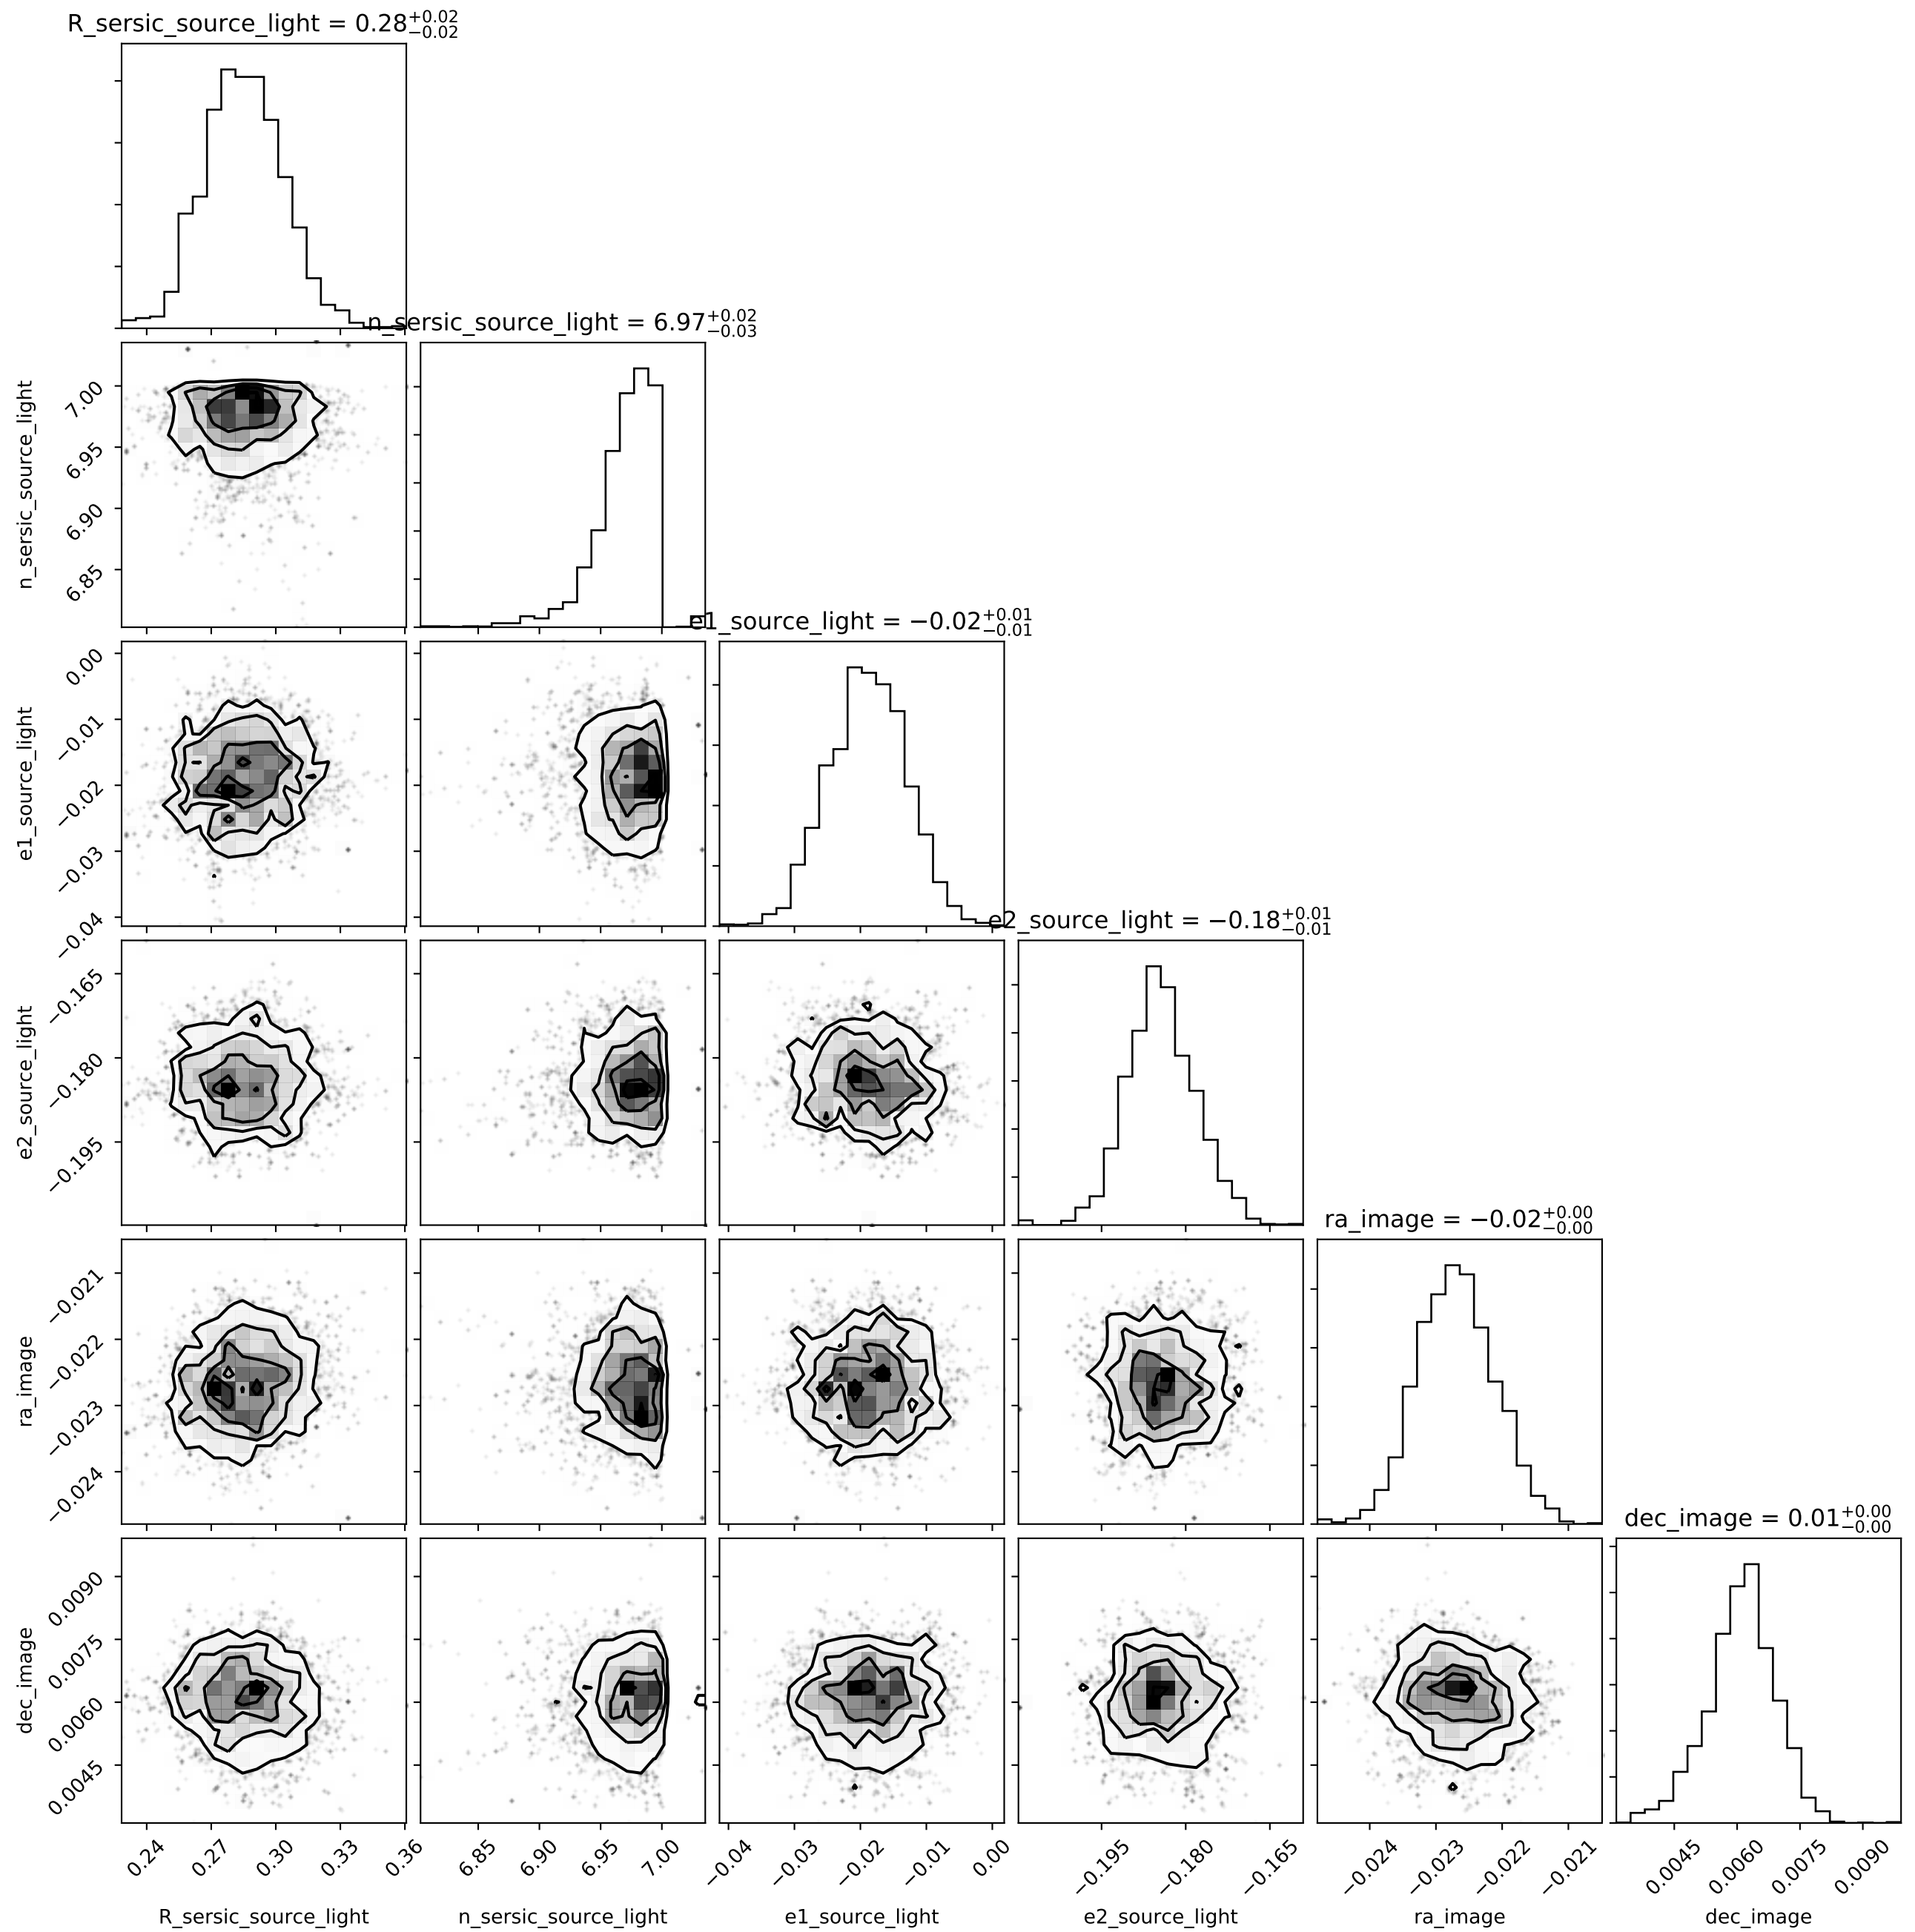 R_sersic_source_light = 0.28+0.02 −0.02
n_sersic_source_light = 6.97+0.02 −0.03
7.00
6.95
6.90
6.85
n_sersic_source_light
e1_source_light = −0.02+0.01 −0.01
0.00
−0.01
−0.02
−0.03
−0.04
e1_source_light
e2_source_light = −0.18+0.01 −0.01
−0.165
−0.180
−0.195
e2_source_light
ra_image = −0.02+0.00 −0.00
−0.021
−0.022
−0.023
−0.024
ra_image
dec_image = 0.01+0.00 −0.00
0.0090
0.0075
0.0060
0.0045
dec_image
0.24 0.27 0.30 0.33 0.36 6.85 6.90 6.95 7.00 −0.04 −0.03 −0.02 −0.01 0.00 −0.195 −0.180 −0.165 −0.024 −0.023 −0.022 −0.021 0.0045 0.0060 0.0075 0.0090
R_sersic_source_light n_sersic_source_light e1_source_light e2_source_light ra_image dec_image